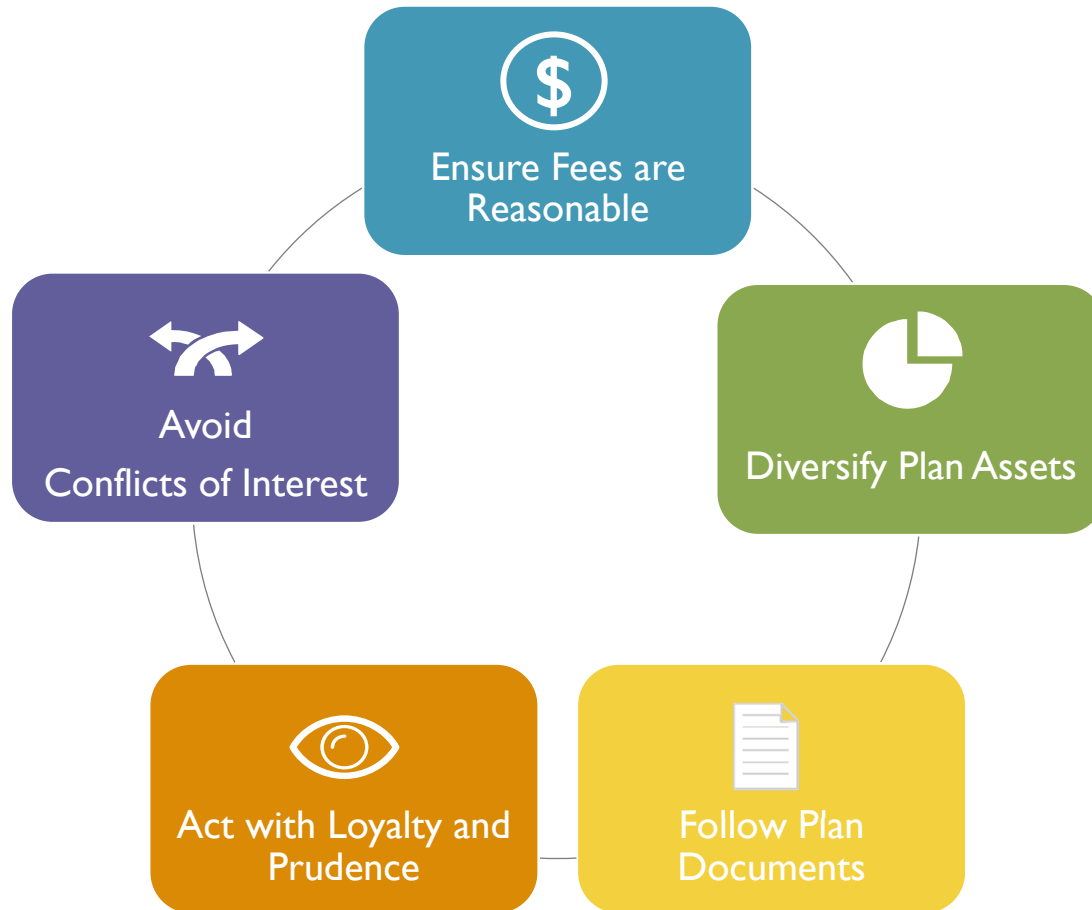 $
Ensure Fees are
Reasonable
Diversify Plan Assets
Follow Plan
Documents
Act with Loyalty and
Prudence
Avoid
Conflicts of Interest